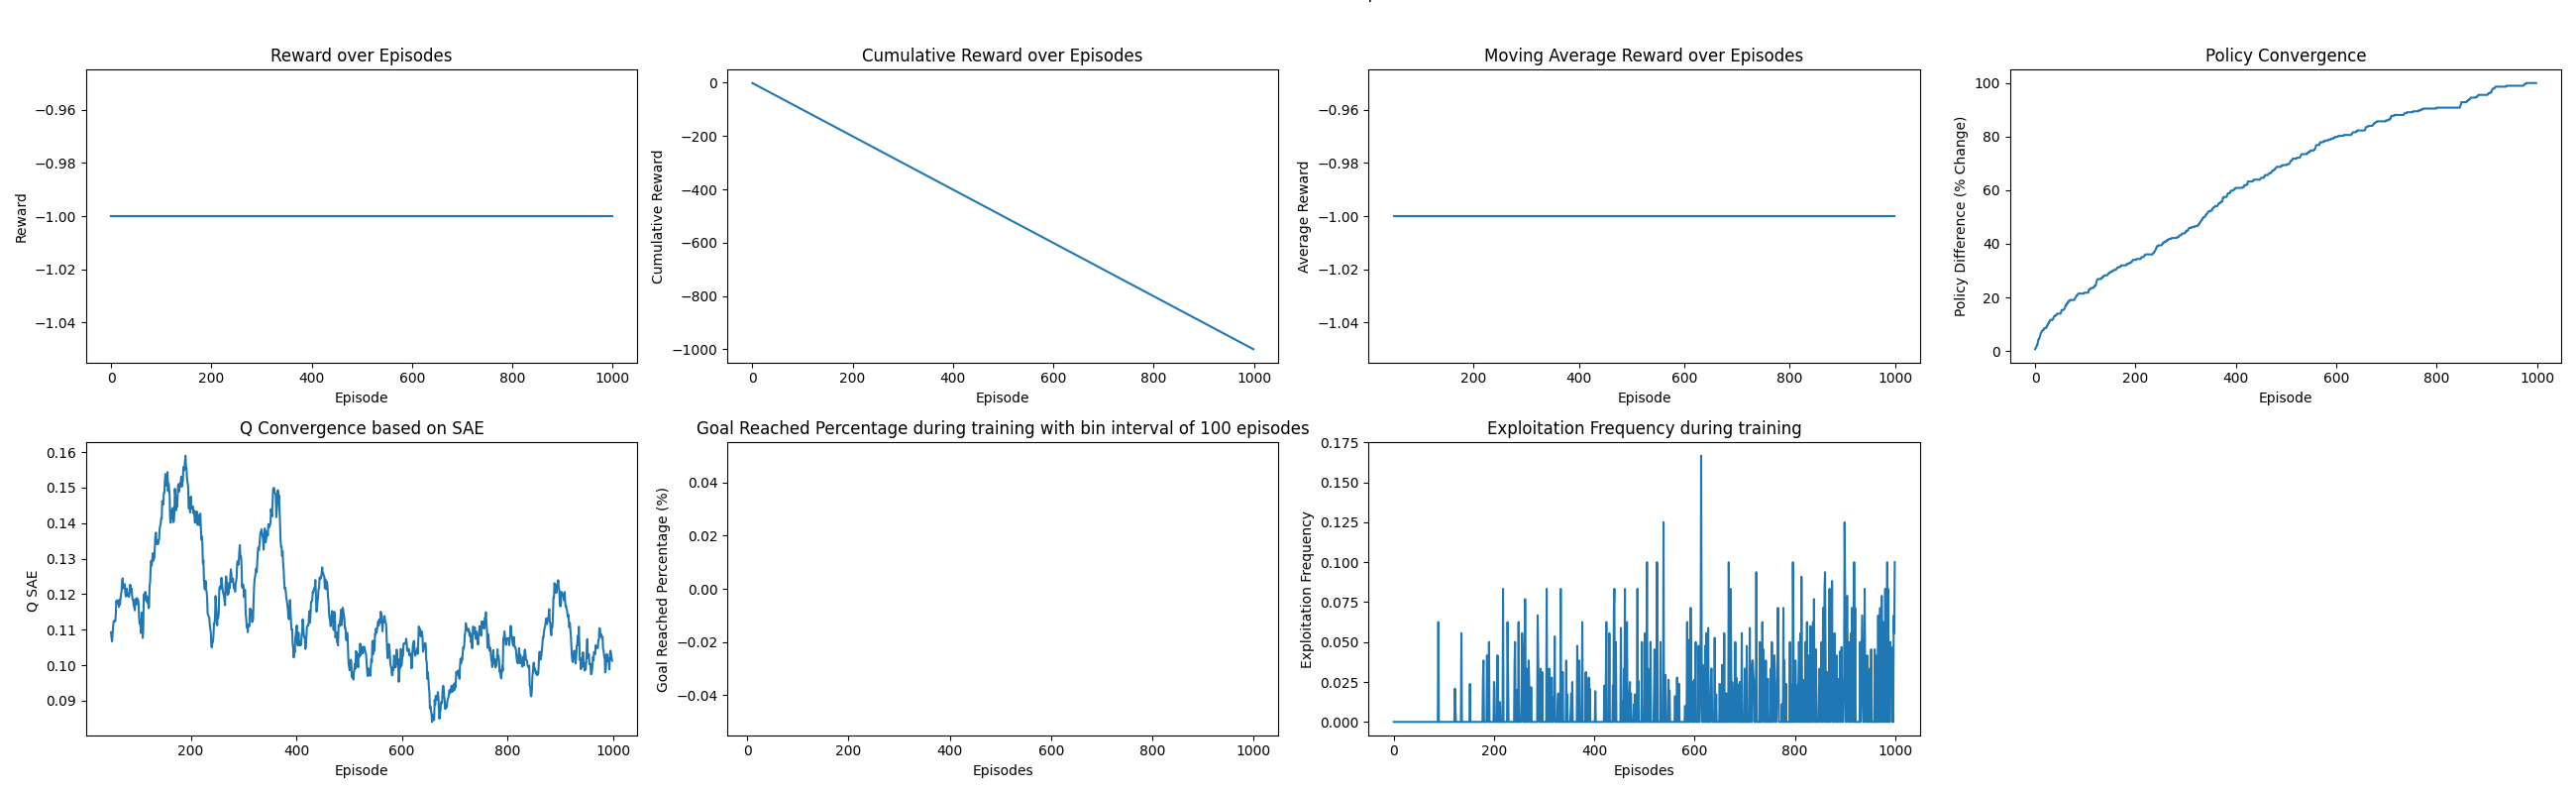 Reward over Episodes
Cumulative Reward over Episodes
Moving Average Reward over Episodes
Policy Convergence
Reward
−0.96
−0.98
−1.00
−1.02
−1.04
0 200 400 600 800 1000
Episode
Cumulative Reward
0
−200
−400
−600
−800
−1000
0 200 400 600 800 1000
Episode
Average Reward
−0.96
−0.98
−1.00
−1.02
−1.04
200 400 600 800 1000
Episode
Policy Difference (% Change)
100
80
60
40
20
0
0 200 400 600 800 1000
Episode
Q Convergence based on SAE
Goal Reached Percentage during training with bin interval of 100 episodes
Exploitation Frequency during training
Q SAE
0.16
0.15
0.14
0.13
0.12
0.11
0.10
0.09
200 400 600 800 1000
Episode
Goal Reached Percentage (%)
0.04
0.02
0.00
−0.02
−0.04
0 200 400 600 800 1000
Episodes
Exploitation Frequency
0.175
0.150
0.125
0.100
0.075
0.050
0.025
0.000
0 200 400 600 800 1000
Episodes